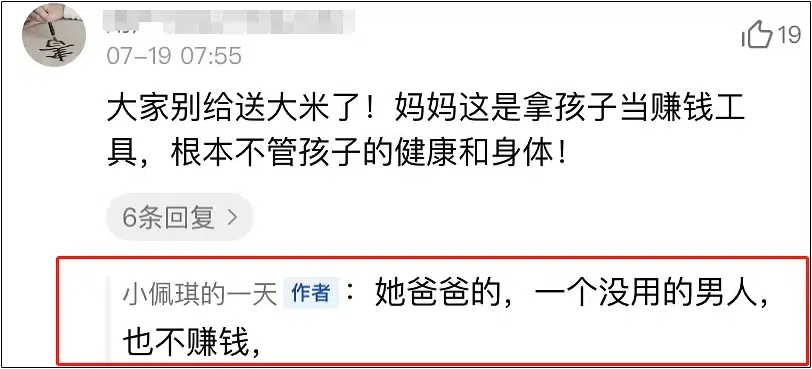 07-19 07:55
19
大家别给送大米了！妈妈这是拿孩子当赚钱工
具，根本不管孩子的健康和身体！
6条回复 >
小佩琪的一天 作者：她爸爸的，一个没用的男人，
也不赚钱，